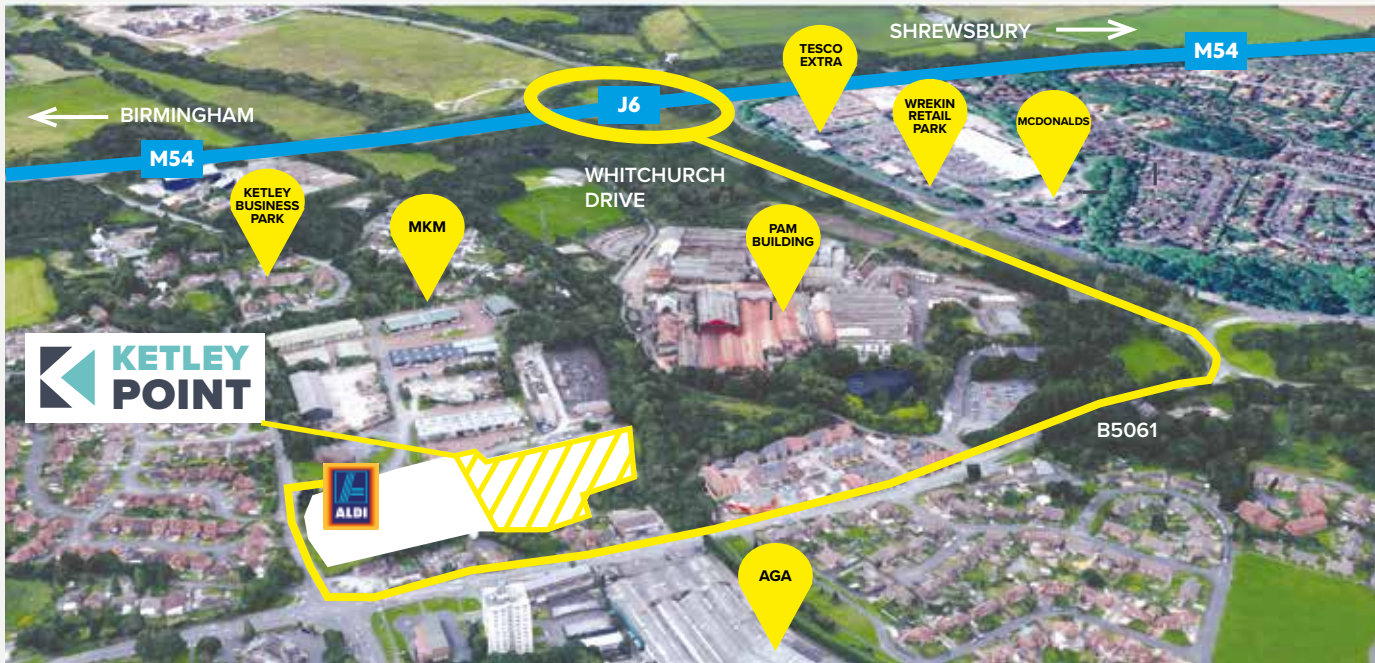 SHREWSBURY
M54
TESCO
EXTRA
J6
WREKIN
RETAIL
PARK
MCDONALDS
BIRMINGHAM
M54
WHITCHURCH
DRIVE
KETLEY
BUSINESS
PARK
MKM
PAM
BUILDING
KETLEY
POINT
B5061
ALDI
AGA